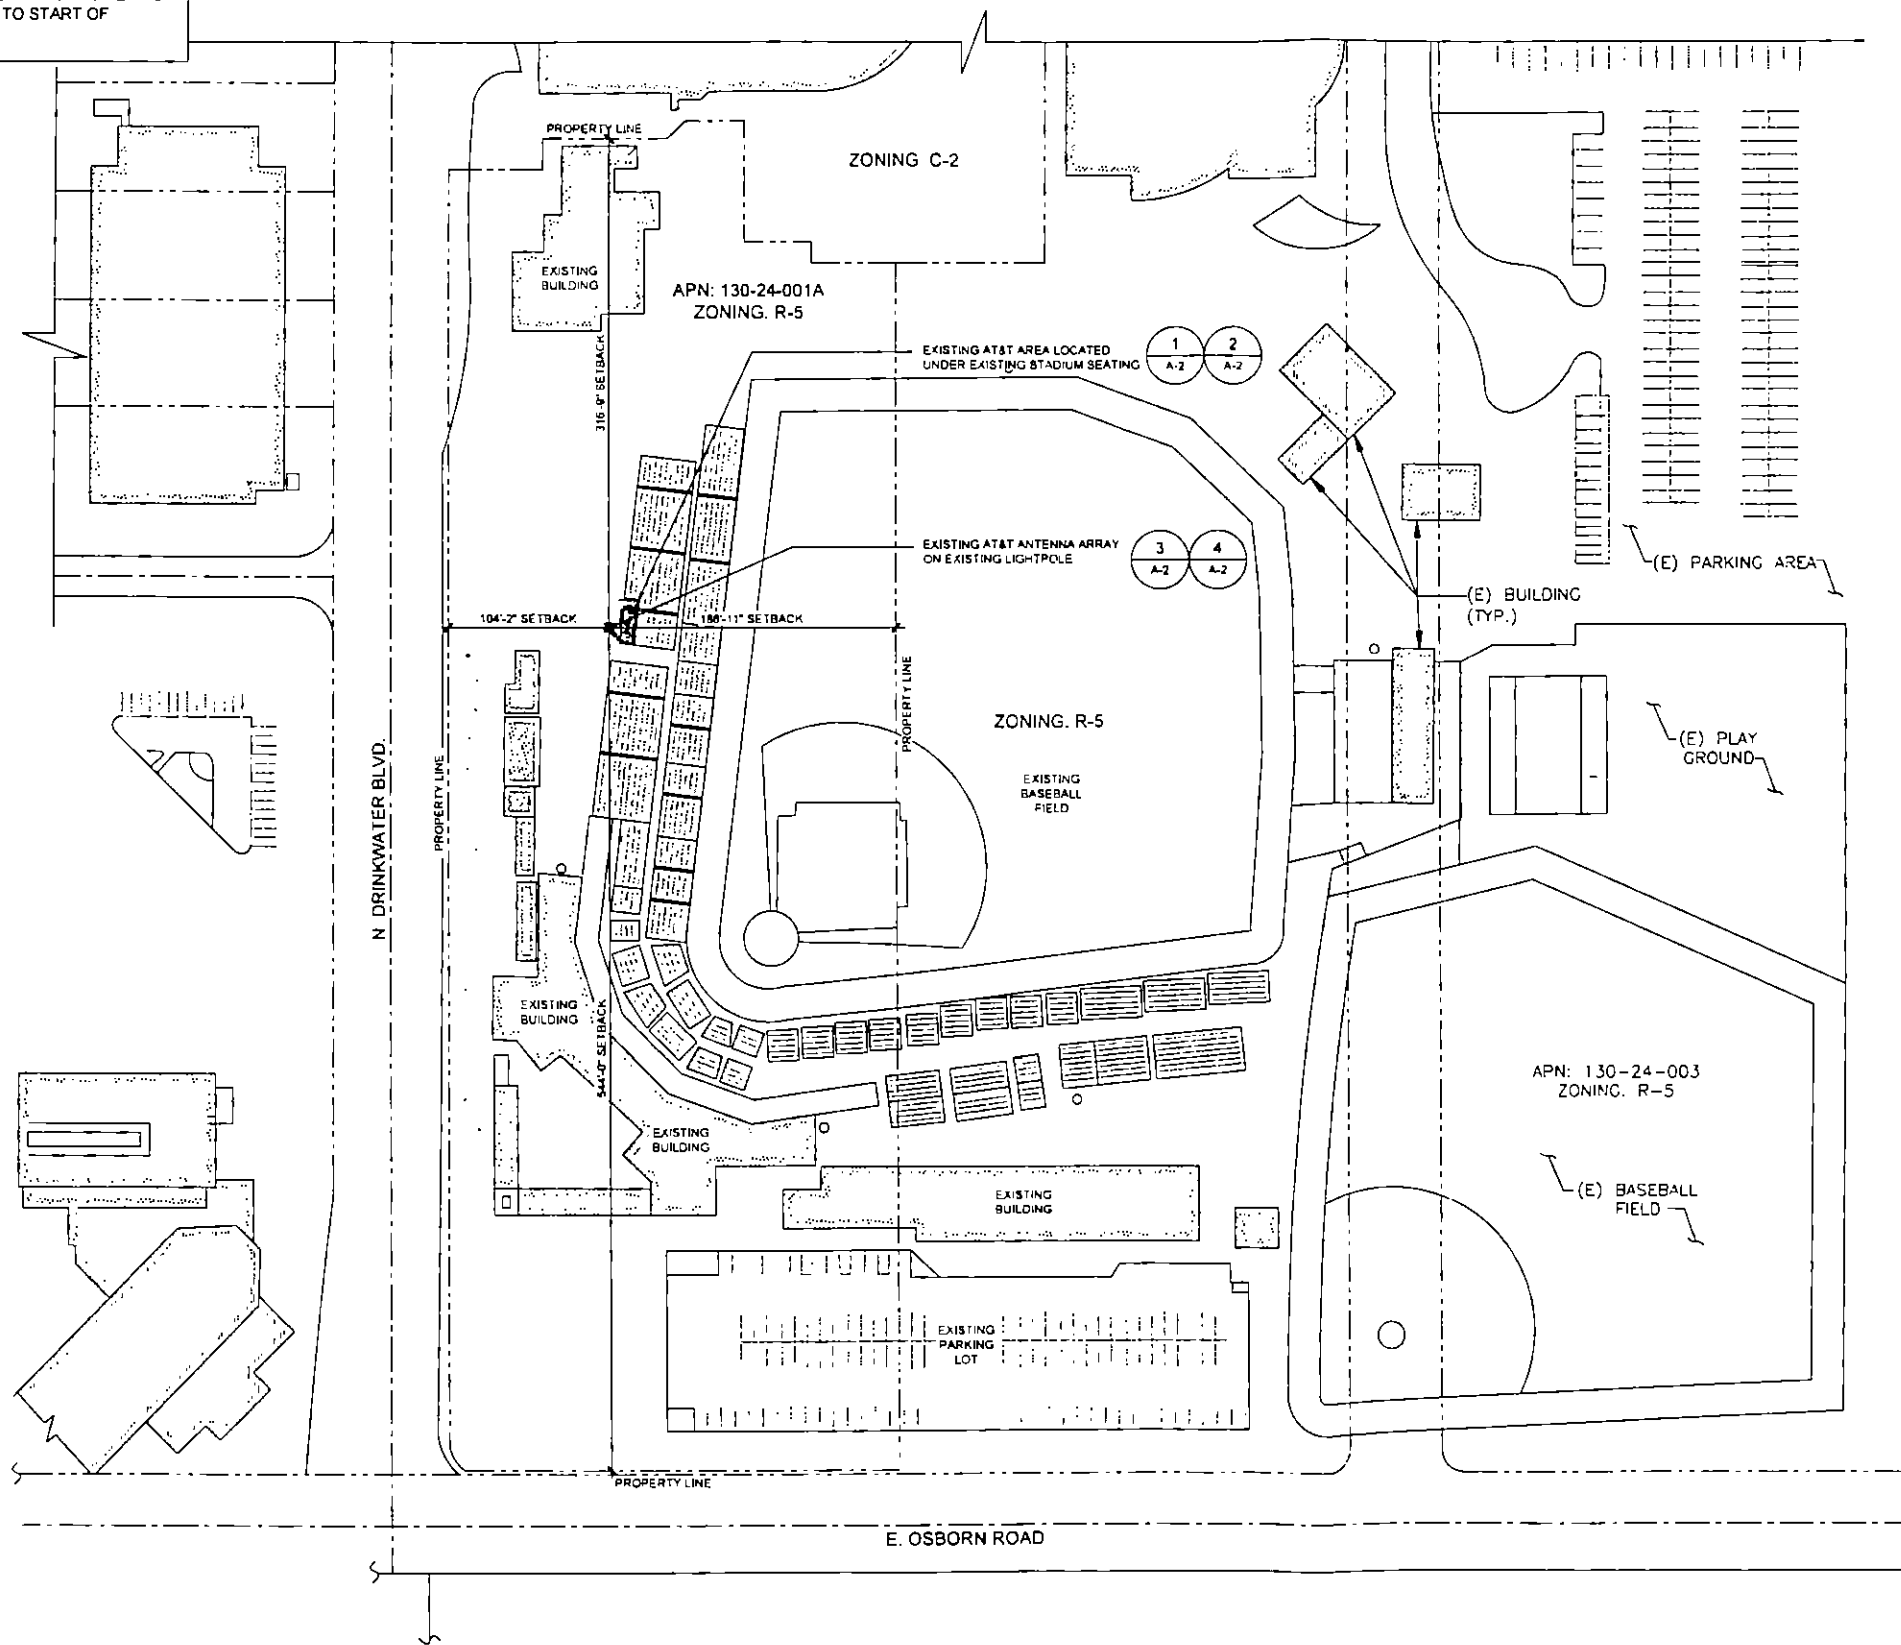 TO START OF
PROPERTY LINE
ZONING C-2
EXISTING
BUILDING
APN: 130-24-001A
ZONING. R-5
316'-9" SETBACK
EXISTING AT&T AREA LOCATED
UNDER EXISTING STADIUM SEATING
1
A-2
2
A-2
EXISTING AT&T ANTENNA ARRAY
ON EXISTING LIGHTPOLE
3
A-2
4
A-2
(E) PARKING AREA
(E) BUILDING
(TYP.)
104'-2" SETBACK
SETBACK
PROPERTY LINE
ZONING. R-5
(E) PLAY
GROUND
EXISTING
BASEBALL
FIELD
PROPERTY LINE
N DRINKWATER BLVD.
EXISTING
BUILDING
544'-0" SETBACK
APN: 130-24-003
ZONING. R-5
EXISTING
BUILDING
(E) BASEBALL
FIELD
EXISTING
BUILDING
EXISTING
PARKING
LOT
PROPERTY LINE
E. OSBORN ROAD